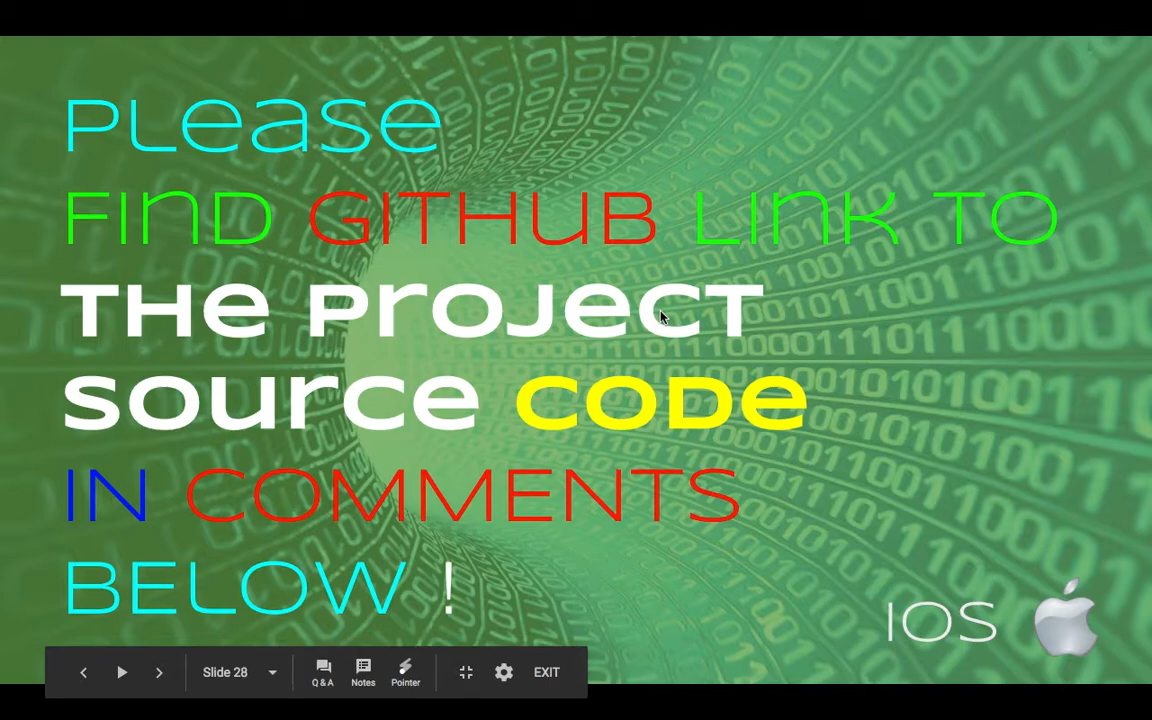 Please
FIND GITHUB LINK TO
THE PROJECT
SOURCE CODE
IN COMMENTS
BELOW !
IOS
Slide 28
Q & A Notes Pointer
EXIT